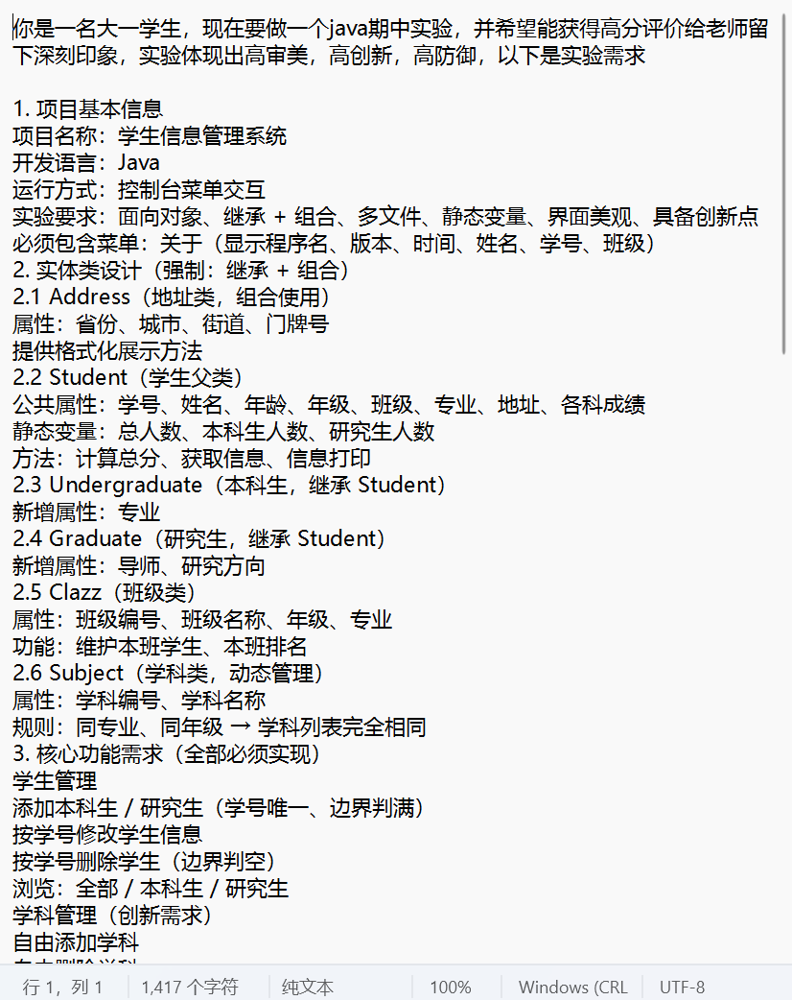 你是一名大一学生，现在要做一个java期中实验，并希望能获得高分评价给老师留
下深刻印象，实验体现出高审美，高创新，高防御，以下是实验需求
1. 项目基本信息
项目名称：学生信息管理系统
开发语言：Java
运行方式：控制台菜单交互
实验要求：面向对象、继承 + 组合、多文件、静态变量、界面美观、具备创新点
必须包含菜单：关于（显示程序名、版本、时间、姓名、学号、班级）
2. 实体类设计（强制：继承 + 组合）
2.1 Address（地址类，组合使用）
属性：省份、城市、街道、门牌号
提供格式化展示方法
2.2 Student（学生父类）
公共属性：学号、姓名、年龄、年级、班级、专业、地址、各科成绩
静态变量：总人数、本科生人数、研究生人数
方法：计算总分、获取信息、信息打印
2.3 Undergraduate（本科生，继承 Student）
新增属性：专业
2.4 Graduate（研究生，继承 Student）
新增属性：导师、研究方向
2.5 Clazz（班级类）
属性：班级编号、班级名称、年级、专业
功能：维护本班学生、本班排名
2.6 Subject（学科类，动态管理）
属性：学科编号、学科名称
规则：同专业、同年级 → 学科列表完全相同
3. 核心功能需求（全部必须实现）
学生管理
添加本科生 / 研究生（学号唯一、边界判满）
按学号修改学生信息
按学号删除学生（边界判空）
浏览：全部 / 本科生 / 研究生
学科管理（创新需求）
自由添加学科
行 1，列 1 1,417 个字符 纯文本 100% Windows (CRL UTF-8